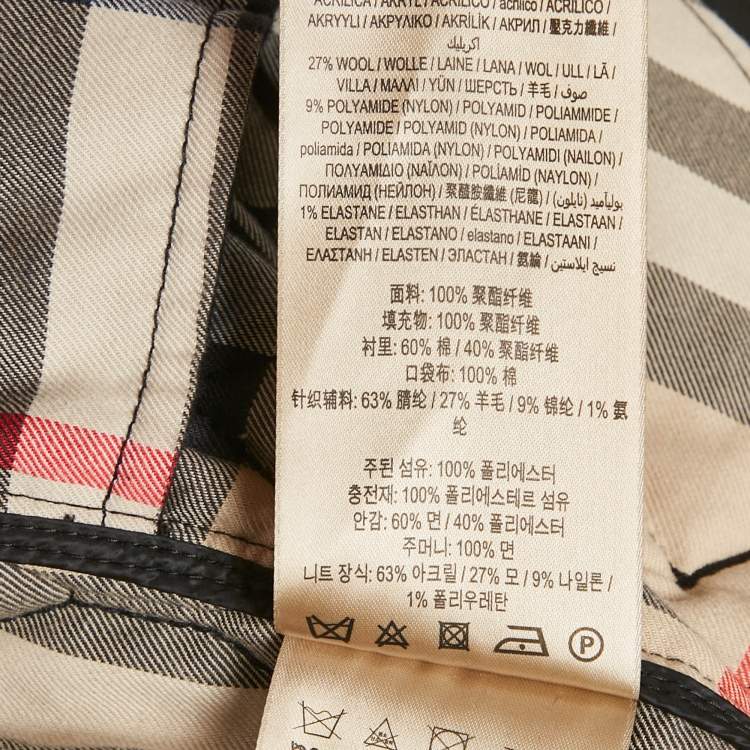 ACRÍLICA / AKRYL / ACRILICO / acrílico / ACRÍLICO /
AKRYYLI / ΑΚΡΥΛΙΚΟ / AKRİLİK / АКРИЛ / 壓克力纖維 /
اكريليك
27% WOOL / WOLLE / LAINE / LANA / WOL / ULL / LÃ /
VILLA / ΜΑΛΛΙ / YÜN / ШЕРСТЬ / 羊毛 / صوف
9% POLYAMIDE (NYLON) / POLYAMID / POLIAMMIDE /
POLYAMIDE / POLYAMID (NYLON) / POLIAMIDA /
poliamida / POLIAMIDA (NYLON) / POLYAMIDI (NAILON) /
ΠΟΛΥΑΜΙΔΙΟ (ΝΑΪΛΟΝ) / POLİAMİD (NAYLON) /
ПОЛИАМИД (НЕЙЛОН) / 聚醯胺纖維 (尼龍) / بوليآميد (نايلون)
1% ELASTANE / ELASTHAN / ÉLASTHANE / ELASTAAN /
ELASTAN / ELASTANO / elastano / ELASTAANI /
ΕΛΑΣΤΑΝΗ / ELASTEN / ЭЛАСТАН / 氨綸 / نسيج ايلاستين
面料: 100% 聚酯纤维
填充物: 100% 聚酯纤维
衬里: 60% 棉 / 40% 聚酯纤维
口袋布: 100% 棉
针织辅料: 63% 腈纶 / 27% 羊毛 / 9% 锦纶 / 1% 氨
纶
주된 섬유: 100% 폴리에스터
충전재: 100% 폴리에스테르 섬유
안감: 60% 면 / 40% 폴리에스터
주머니: 100% 면
니트 장식: 63% 아크릴 / 27% 모 / 9% 나일론 /
1% 폴리우레탄
P